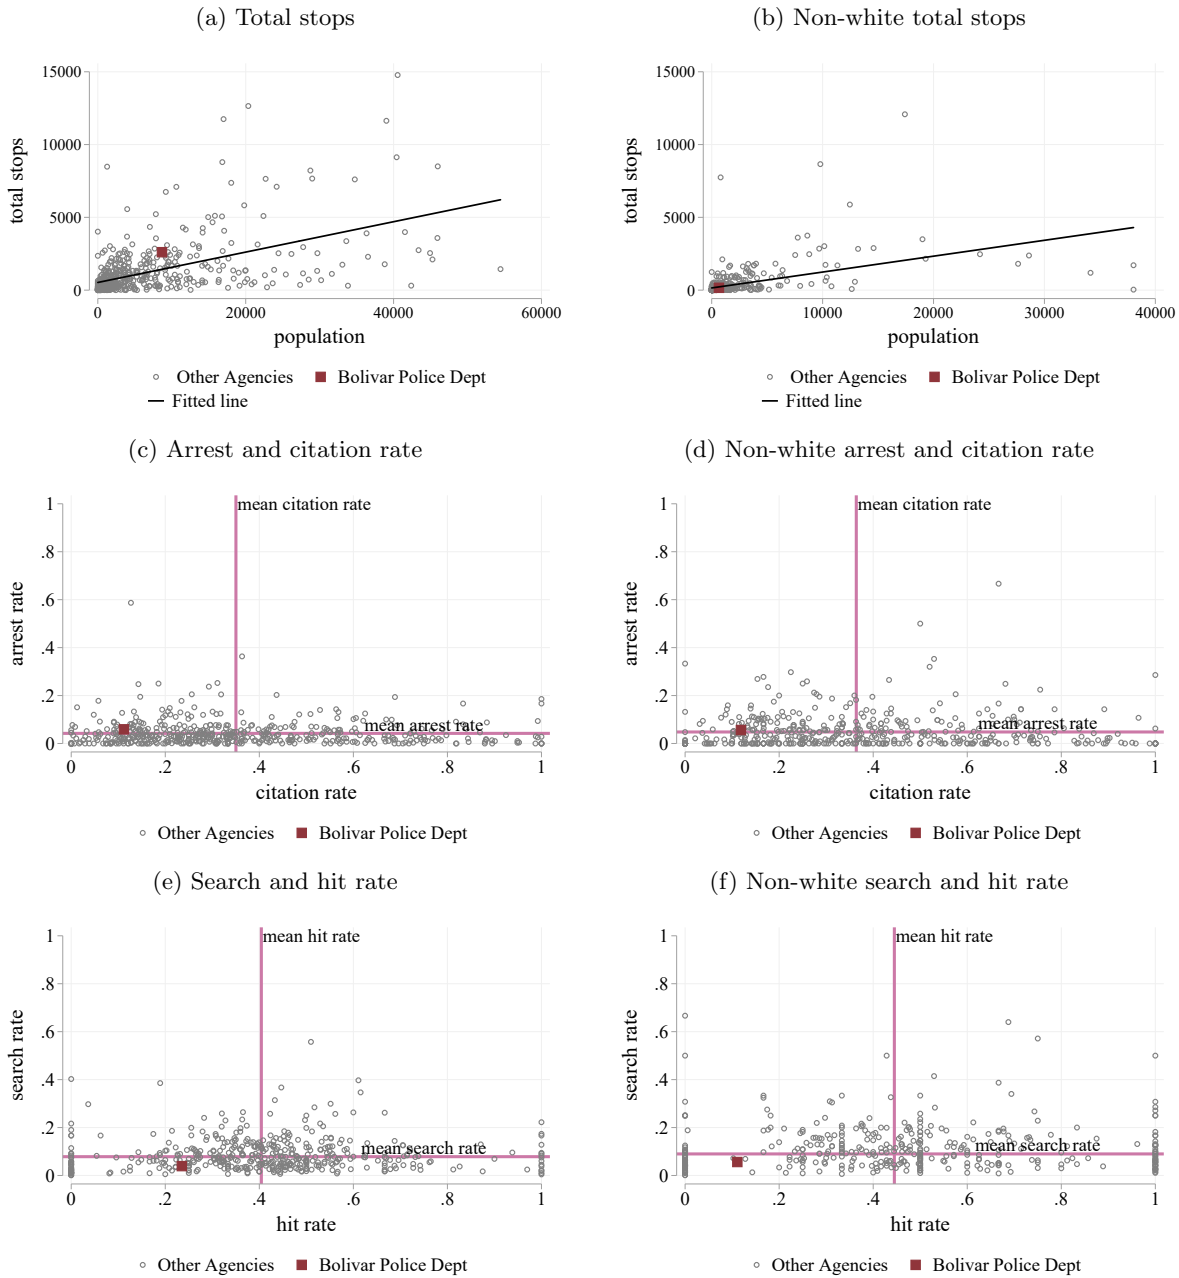 (a) Total stops
(b) Non-white total stops
15000
10000
5000
0
total stops
0
20000
40000
60000
population
Other Agencies
Bolivar Police Dept
Fitted line
15000
10000
5000
0
total stops
0
10000
20000
30000
40000
population
Other Agencies
Bolivar Police Dept
Fitted line
(c) Arrest and citation rate
(d) Non-white arrest and citation rate
1
.8
.6
.4
.2
0
arrest rate
mean citation rate
mean arrest rate
0
.2
.4
.6
.8
1
citation rate
Other Agencies
Bolivar Police Dept
1
.8
.6
.4
.2
0
arrest rate
mean citation rate
mean arrest rate
0
.2
.4
.6
.8
1
citation rate
Other Agencies
Bolivar Police Dept
(e) Search and hit rate
(f) Non-white search and hit rate
1
.8
.6
.4
.2
0
search rate
mean hit rate
mean search rate
0
.2
.4
.6
.8
1
hit rate
Other Agencies
Bolivar Police Dept
1
.8
.6
.4
.2
0
search rate
mean hit rate
mean search rate
0
.2
.4
.6
.8
1
hit rate
Other Agencies
Bolivar Police Dept